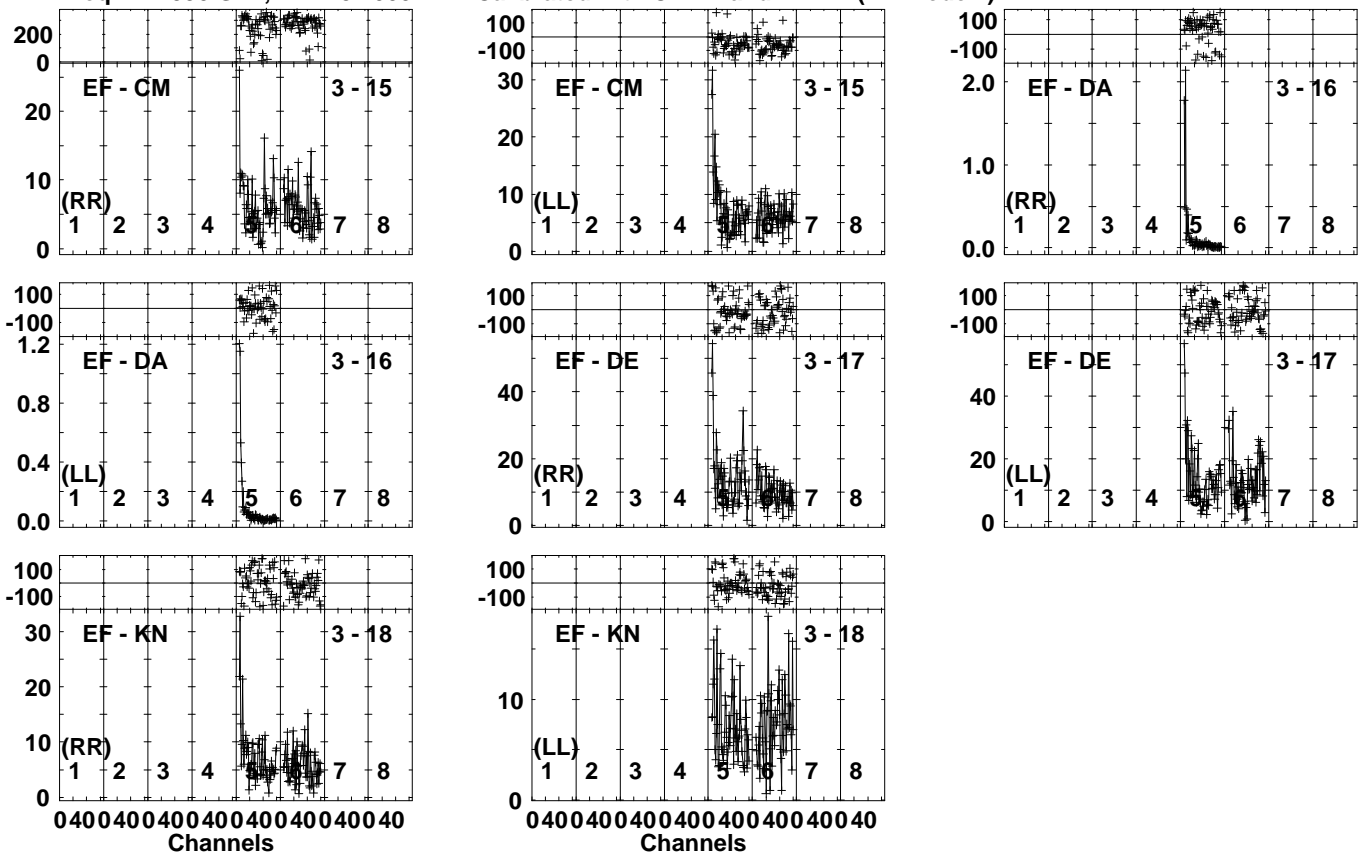 200
0
EF - CM 3 - 15
20
10
0
(RR)
1 2 3 4 5 6 7 8
100
-100
EF - CM 3 - 15
30
20
10
0
(LL)
1 2 3 4 5 6 7 8
100
-100
EF - DA 3 - 16
2.0
1.0
0.0
(RR)
1 2 3 4 5 6 7 8
100
-100
EF - DA 3 - 16
1.2
0.8
0.4
0.0
(LL)
1 2 3 4 5 6 7 8
100
-100
EF - DE 3 - 17
40
20
0
(RR)
1 2 3 4 5 6 7 8
100
-100
EF - DE 3 - 17
40
20
0
(LL)
1 2 3 4 5 6 7 8
100
-100
EF - KN 3 - 18
30
20
10
0
(RR)
1 2 3 4 5 6 7 8
0 40 0 40 0 40 0 40 0 40 0 40 0 40 0 40
Channels
100
-100
EF - KN 3 - 18
10
0
(LL)
1 2 3 4 5 6 7 8
0 40 0 40 0 40 0 40 0 40 0 40 0 40 0 40
Channels